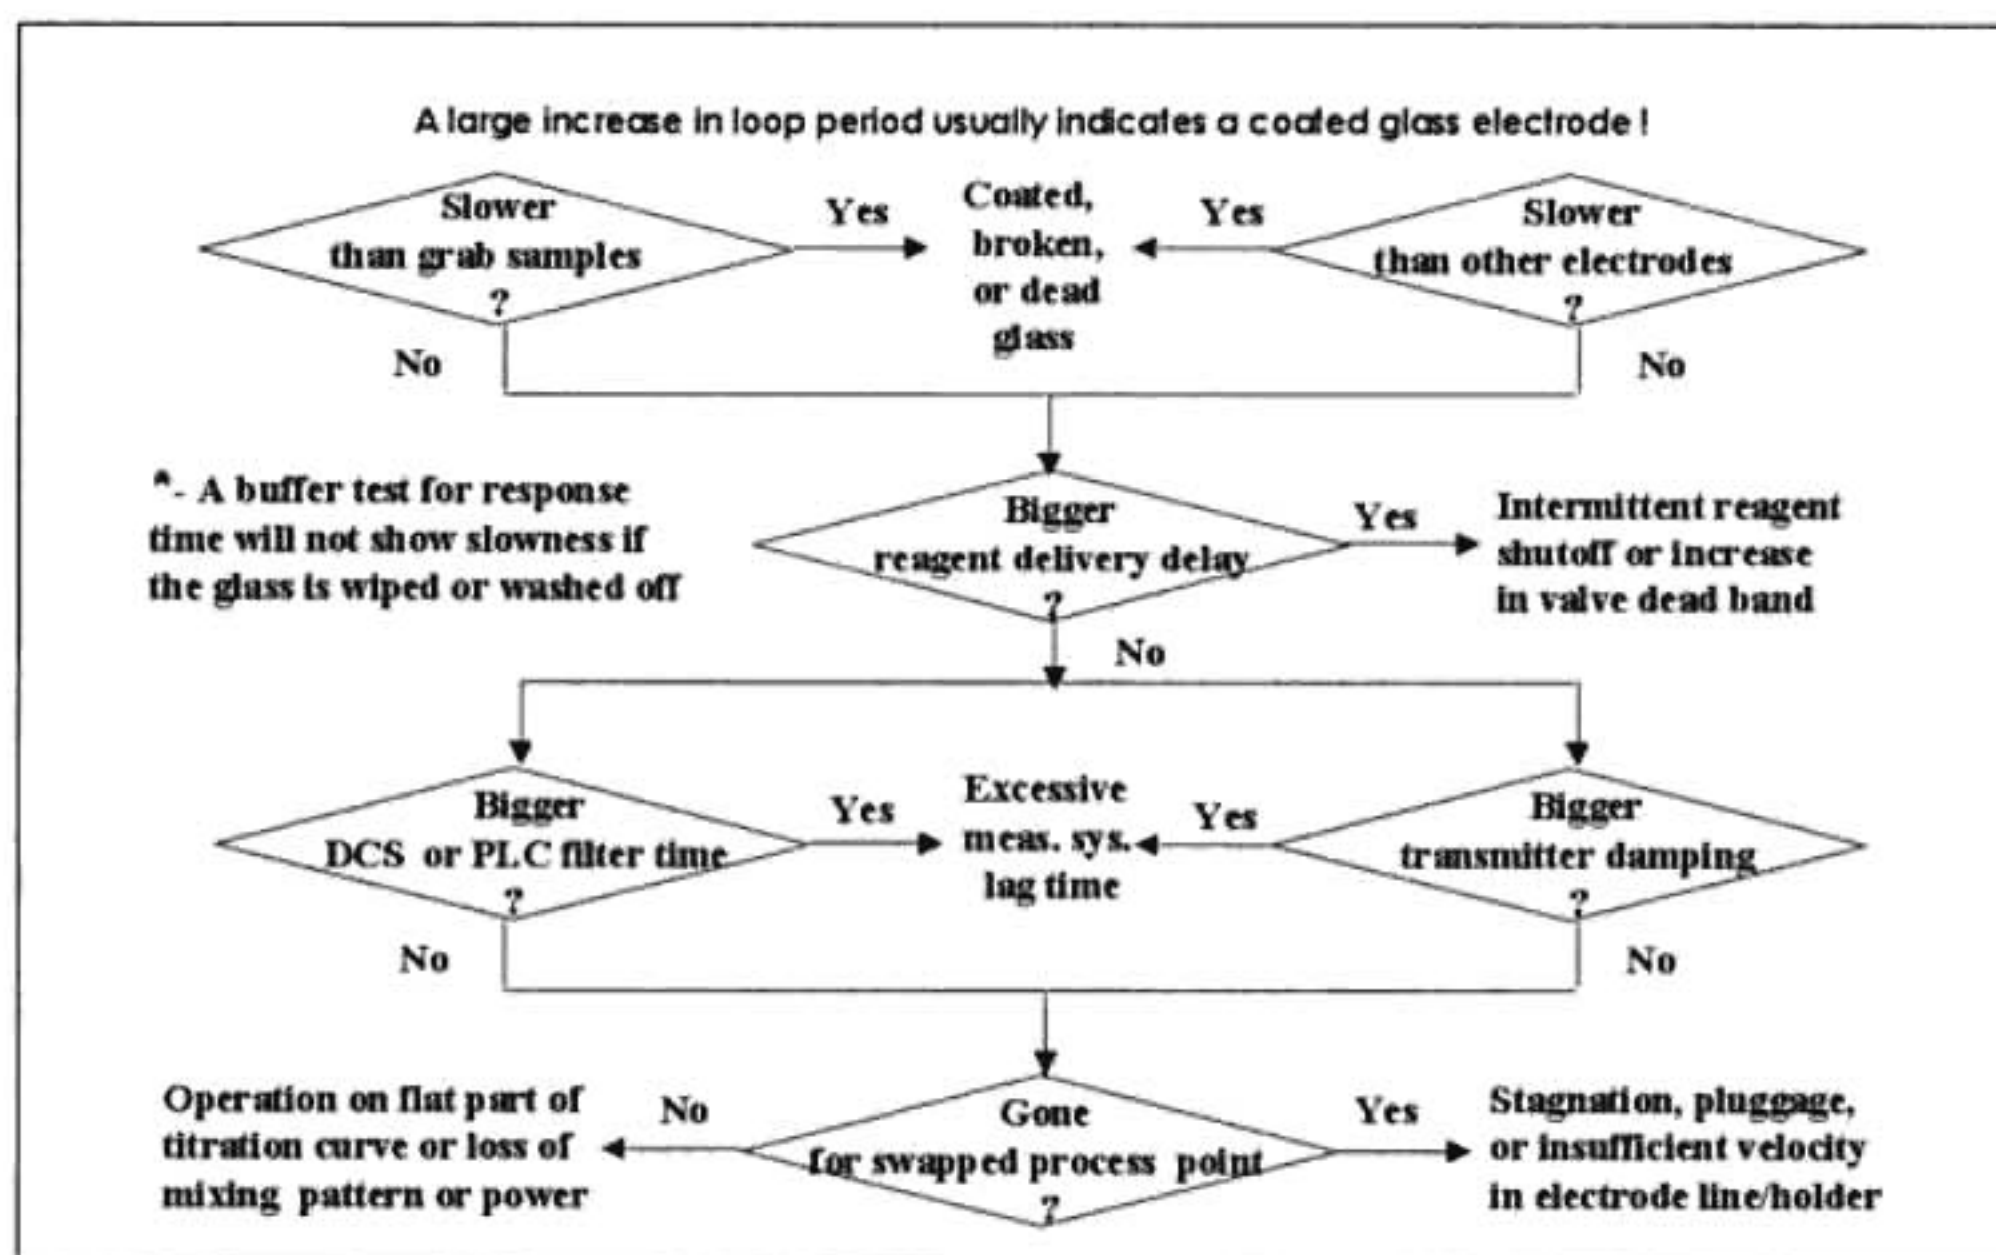 A large increase in loop period usually indicates a coated glass electrode !
Slower
than grab samples
?
Yes
Coated,
broken,
or dead
glass
Yes
Slower
than other electrodes
?
No
No
*- A buffer test for response
time will not show slowness if
the glass is wiped or washed off
Bigger
reagent delivery delay
?
Yes
Intermittent reagent
shutoff or increase
in valve dead band
No
Bigger
DCS or PLC filter time
?
Yes
Excessive
meas. sys.
lag time
Yes
Bigger
transmitter damping
?
No
No
Operation on flat part of
titration curve or loss of
mixing pattern or power
No
Gone
for swapped process point
?
Yes
Stagnation, pluggage,
or insufficient velocity
in electrode line/holder